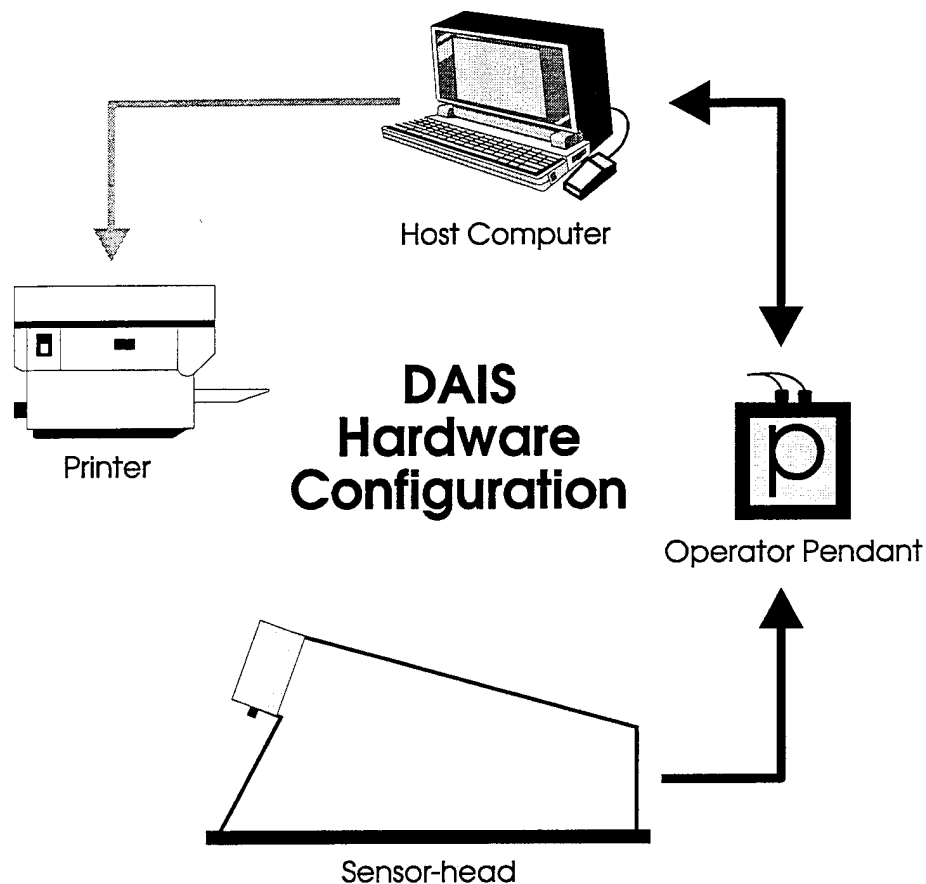 Host Computer
Printer
DAIS
Hardware
Configuration
Operator Pendant
Sensor-head